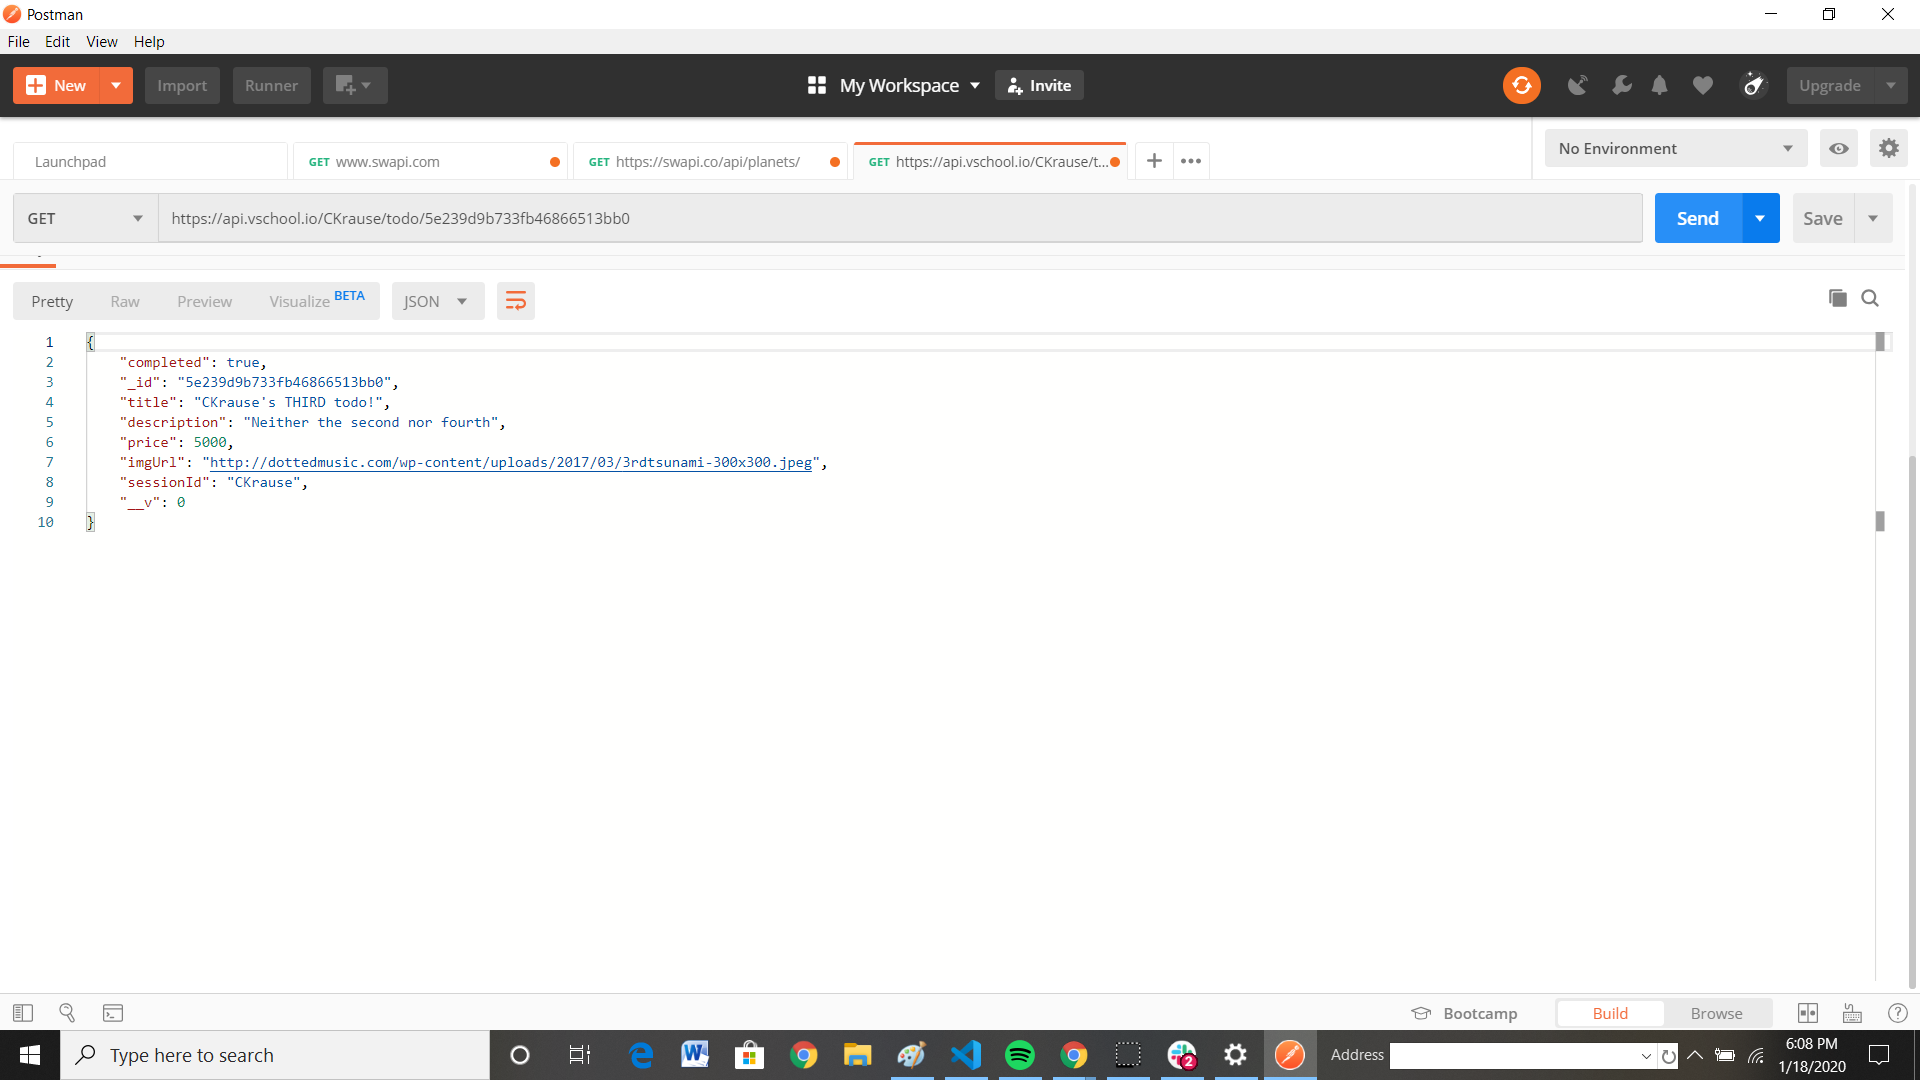 Postman
File Edit View Help
New Import Runner My Workspace Invite Upgrade
Launchpad GET www.swapi.com GET https://swapi.co/api/planets/ GET https://api.vschool.io/CKrause/t... No Environment
GET https://api.vschool.io/CKrause/todo/5e239d9b733fb46866513bb0 Send Save
Pretty Raw Preview Visualize BETA JSON
1 {
2 "completed": true,
3 "_id": "5e239d9b733fb46866513bb0",
4 "title": "CKrause's THIRD todo!",
5 "description": "Neither the second nor fourth",
6 "price": 5000,
7 "imgUrl": "http://dottedmusic.com/wp-content/uploads/2017/03/3rdtsunami-300x300.jpeg",
8 "sessionId": "CKrause",
9 "__v": 0
10 }
Bootcamp Build Browse
Type here to search 2 Address 6:08 PM
1/18/2020